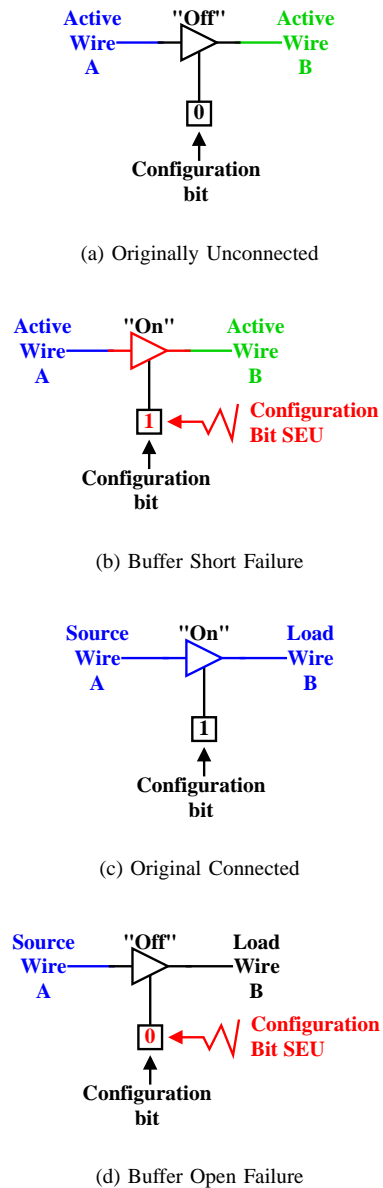 Active "Off" Active
Wire Wire
A B
0
Configuration
bit
(a) Originally Unconnected
Active "On" Active
Wire Wire
A B
1 Configuration
Bit SEU
Configuration
bit
(b) Buffer Short Failure
Source "On" Load
Wire Wire
A B
1
Configuration
bit
(c) Original Connected
Source "Off" Load
Wire Wire
A B
0 Configuration
Bit SEU
Configuration
bit
(d) Buffer Open Failure